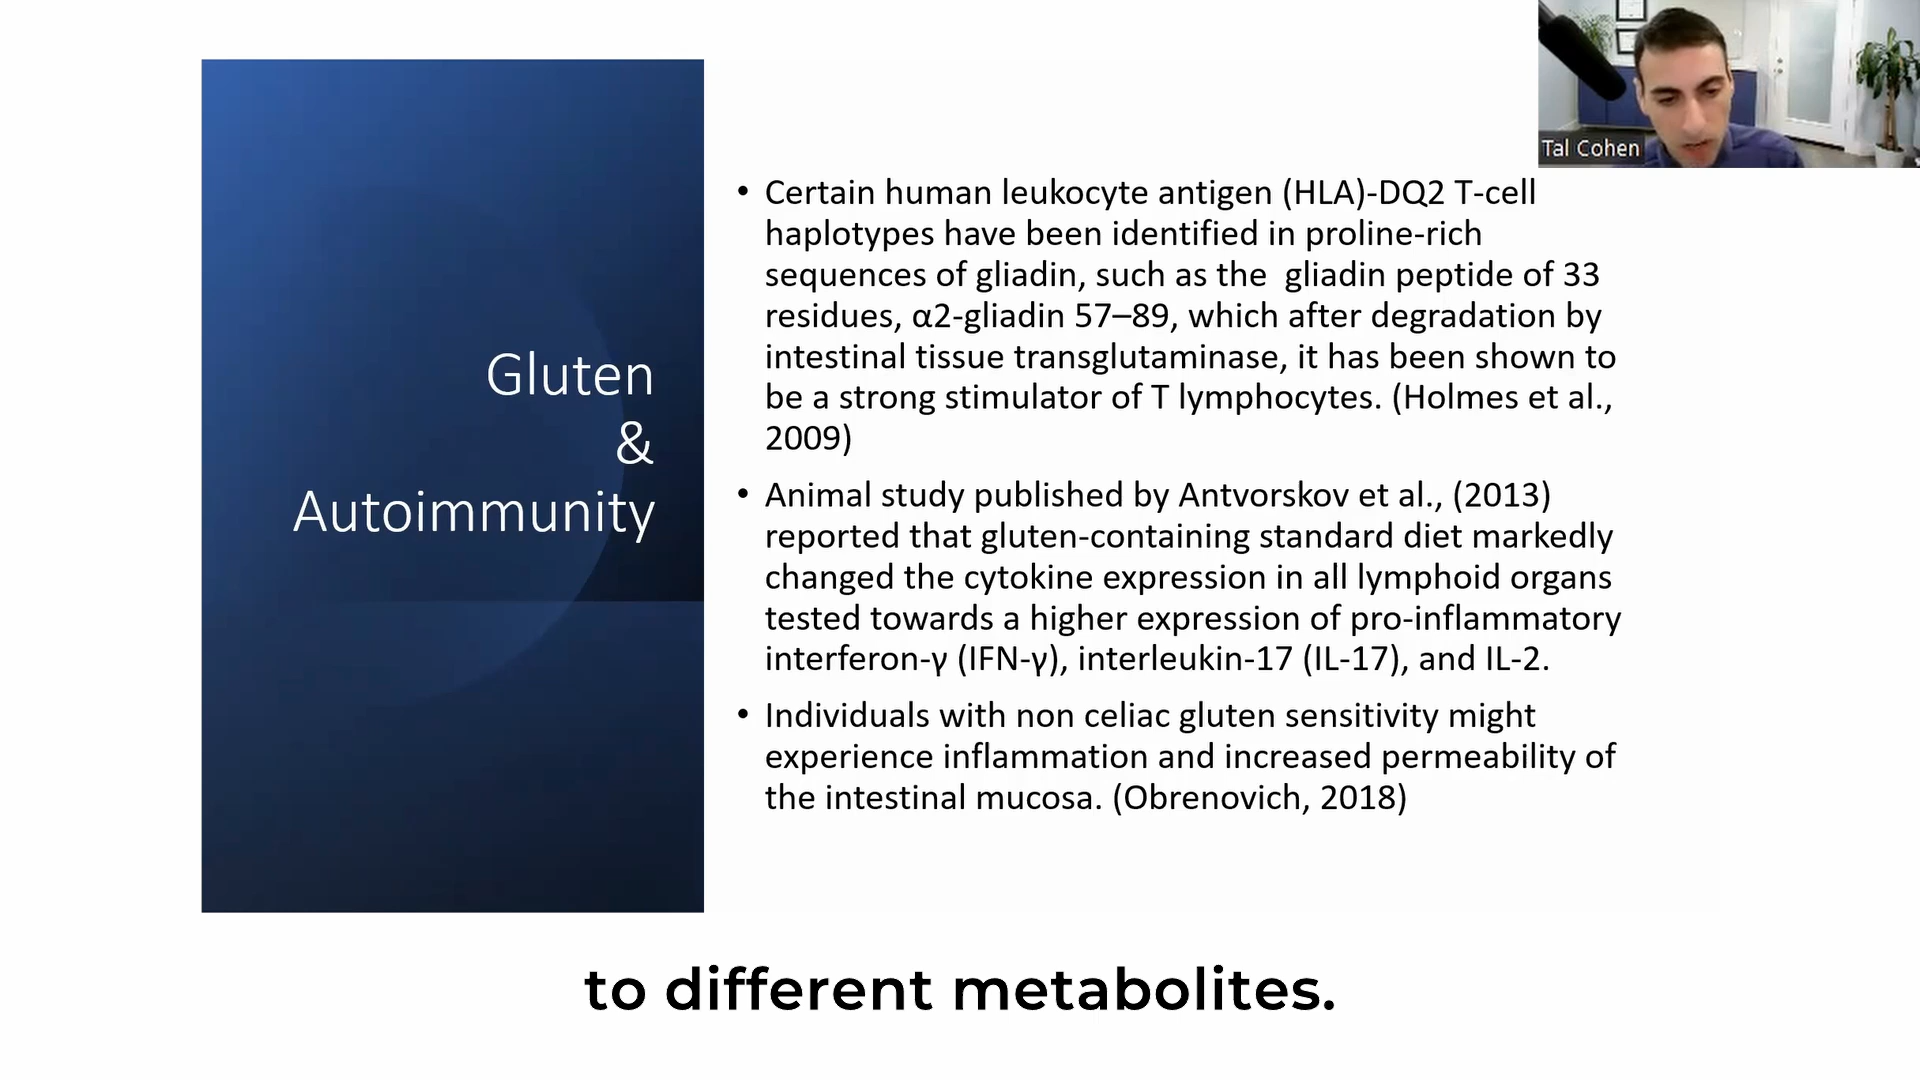 Tal Cohen
Gluten
&
Autoimmunity
• Certain human leukocyte antigen (HLA)-DQ2 T-cell
haplotypes have been identified in proline-rich
sequences of gliadin, such as the  gliadin peptide of 33
residues, α2-gliadin 57–89, which after degradation by
intestinal tissue transglutaminase, it has been shown to
be a strong stimulator of T lymphocytes. (Holmes et al.,
2009)
• Animal study published by Antvorskov et al., (2013)
reported that gluten-containing standard diet markedly
changed the cytokine expression in all lymphoid organs
tested towards a higher expression of pro-inflammatory
interferon-γ (IFN-γ), interleukin-17 (IL-17), and IL-2.
• Individuals with non celiac gluten sensitivity might
experience inflammation and increased permeability of
the intestinal mucosa. (Obrenovich, 2018)
to different metabolites.